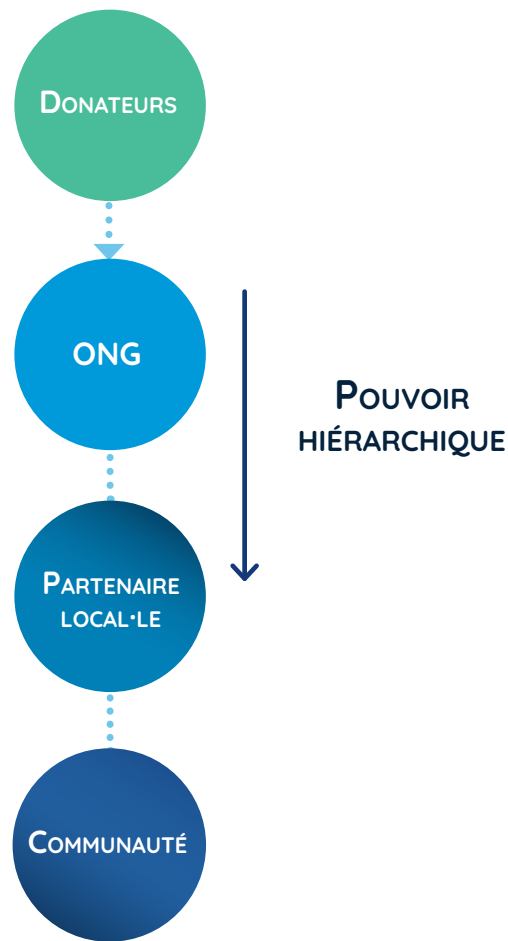 Donateurs
ONG
Pouvoir
hiérarchique
Partenaire
local·le
Communauté